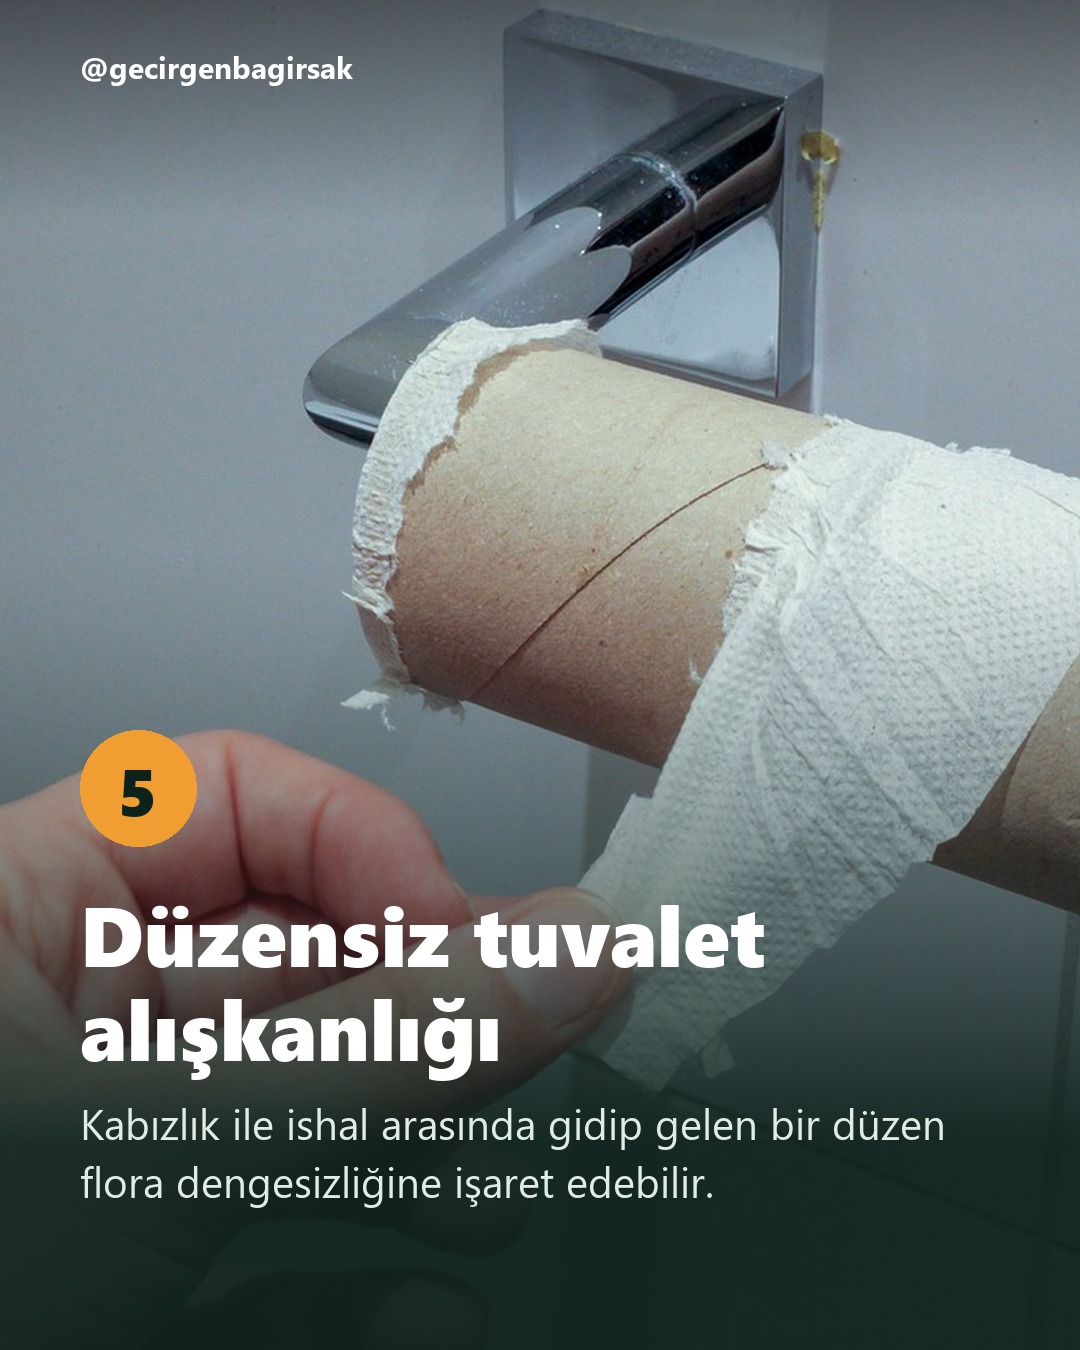 @gecirgenbagirsak
5
Düzensiz tuvalet
alışkanlığı
Kabızlık ile ishal arasında gidip gelen bir düzen
flora dengesizliğine işaret edebilir.